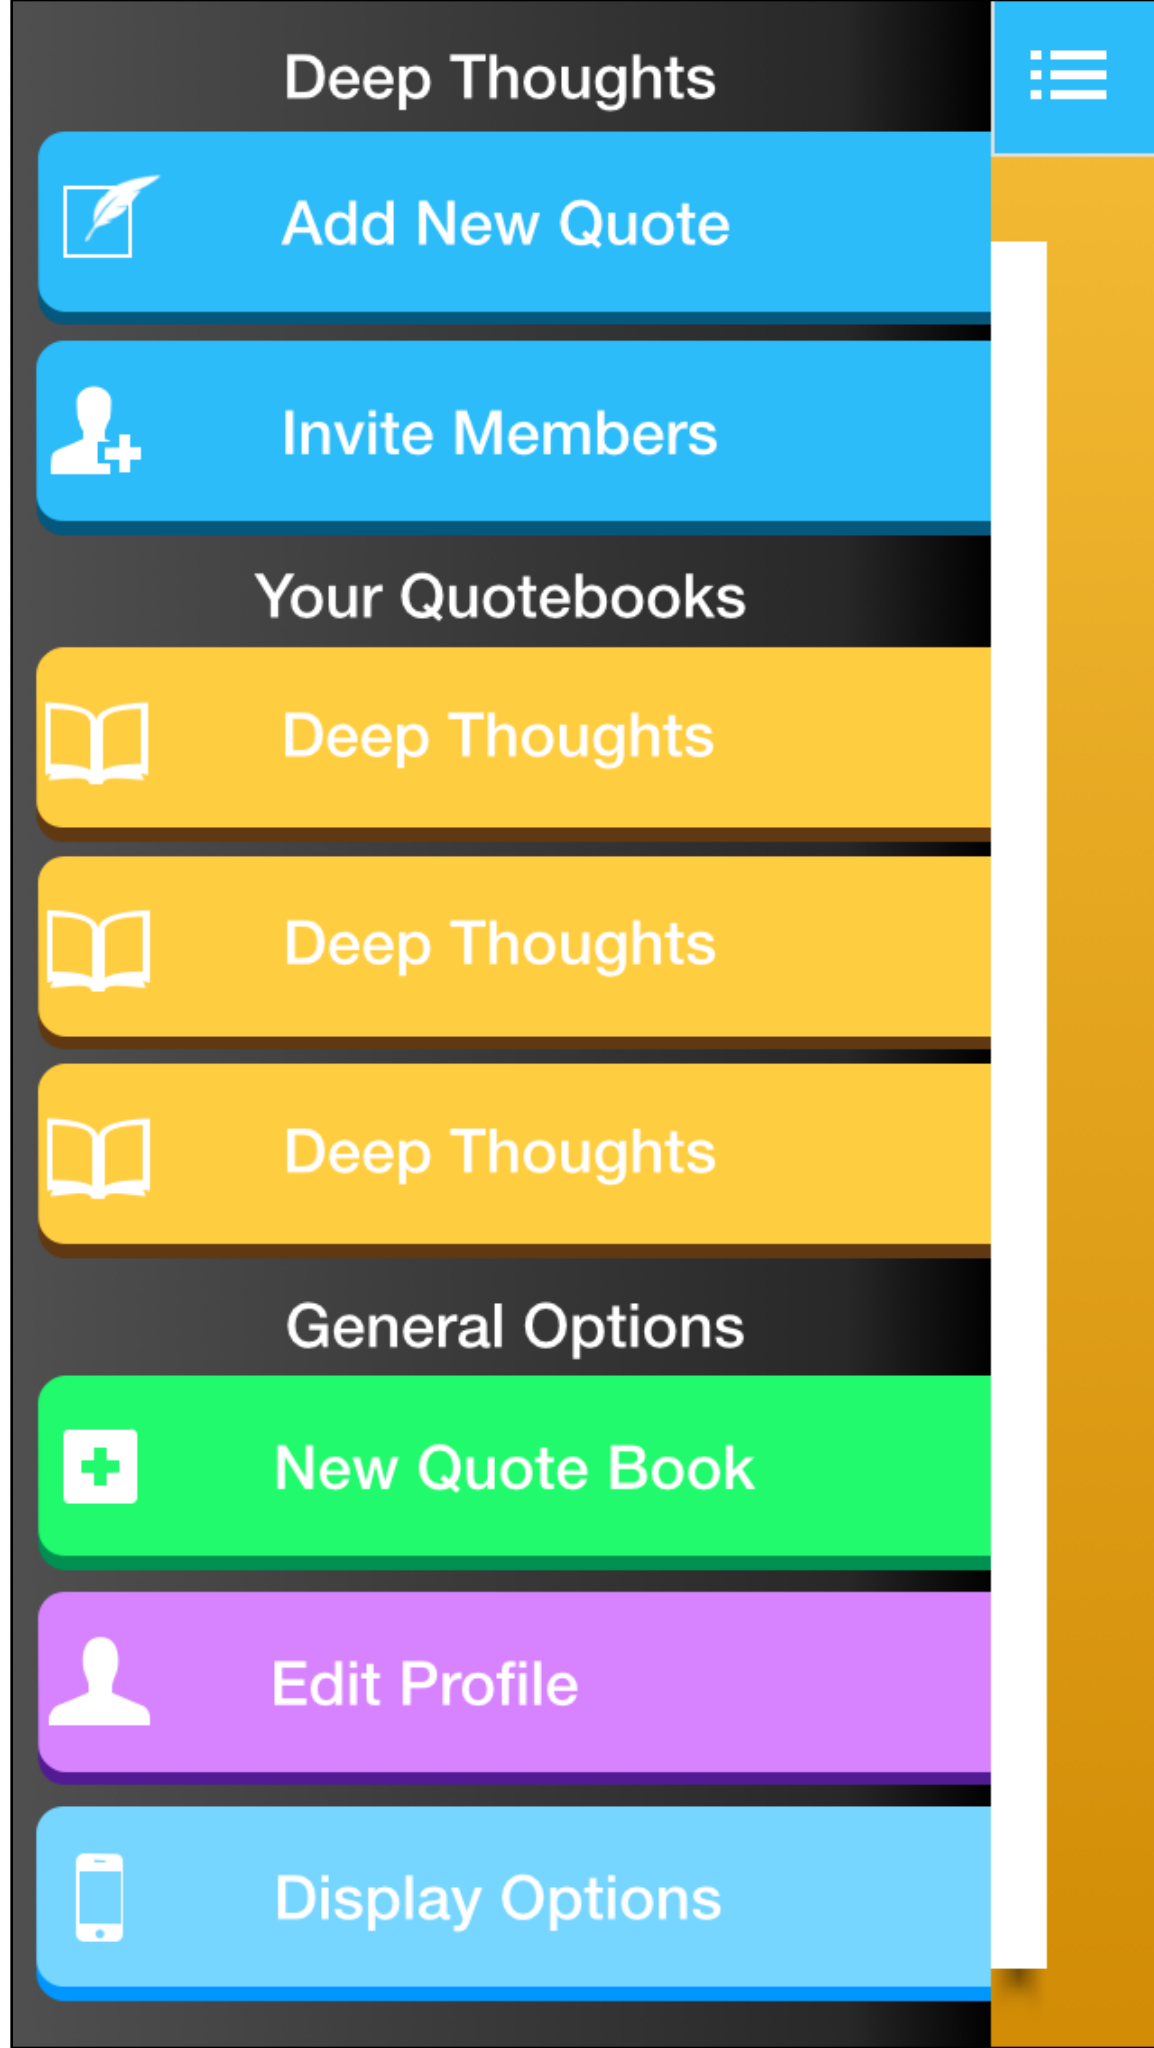 Deep Thoughts
Add New Quote
Invite Members
Your Quotebooks
Deep Thoughts
Deep Thoughts
Deep Thoughts
General Options
New Quote Book
Edit Profile
Display Options